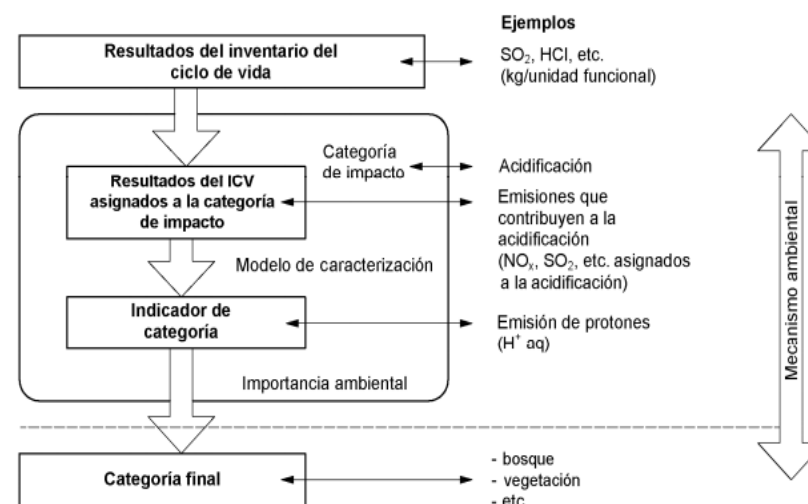 Ejemplos
Resultados del inventario del
ciclo de vida
SO₂, HCl, etc.
(kg/unidad funcional)
Categoría
de impacto
Acidificación
Resultados del ICV
asignados a la categoría
de impacto
Emisiones que
contribuyen a la
acidificación
(NOₓ, SO₂, etc. asignados
a la acidificación)
Modelo de caracterización
Indicador de
categoría
Emisión de protones
(H⁺ aq)
Importancia ambiental
Mecanismo ambiental
Categoría final
- bosque
- vegetación
- etc